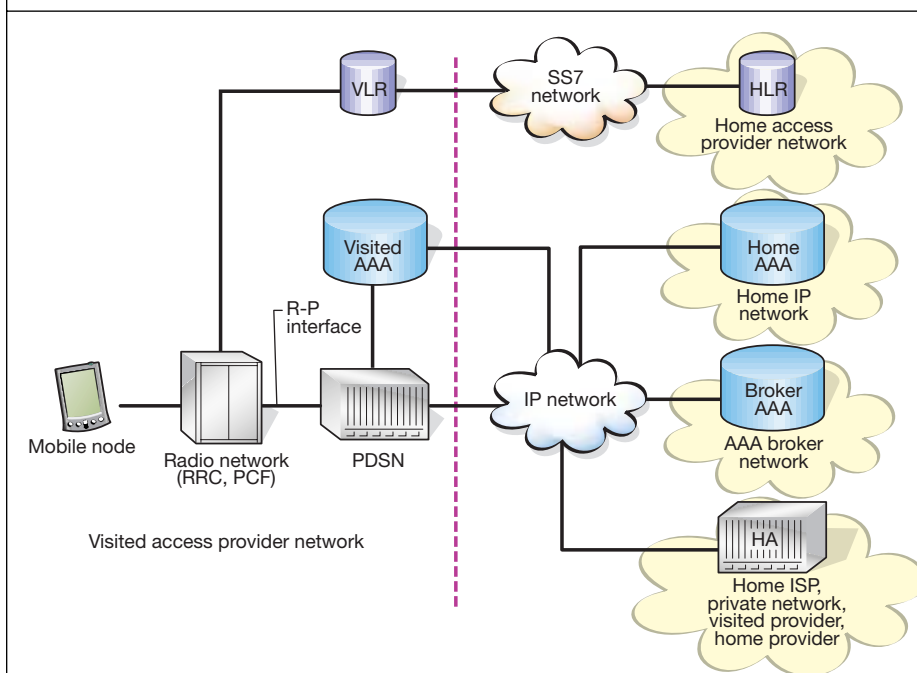 VLR
SS7
network
HLR
Home access
provider network
Visited
AAA
Home
AAA
Home IP
network
R-P
interface
IP network
Broker
AAA
AAA broker
network
Mobile node
Radio network
(RRC, PCF)
PDSN
HA
Home ISP,
private network,
visited provider,
home provider
Visited access provider network